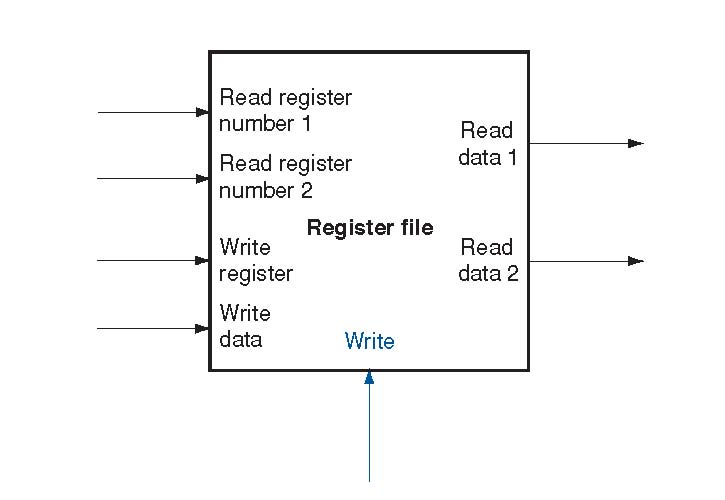 Read register
number 1
Read register
number 2
Register file
Write
register
Write
data
Write
Read
data 1
Read
data 2